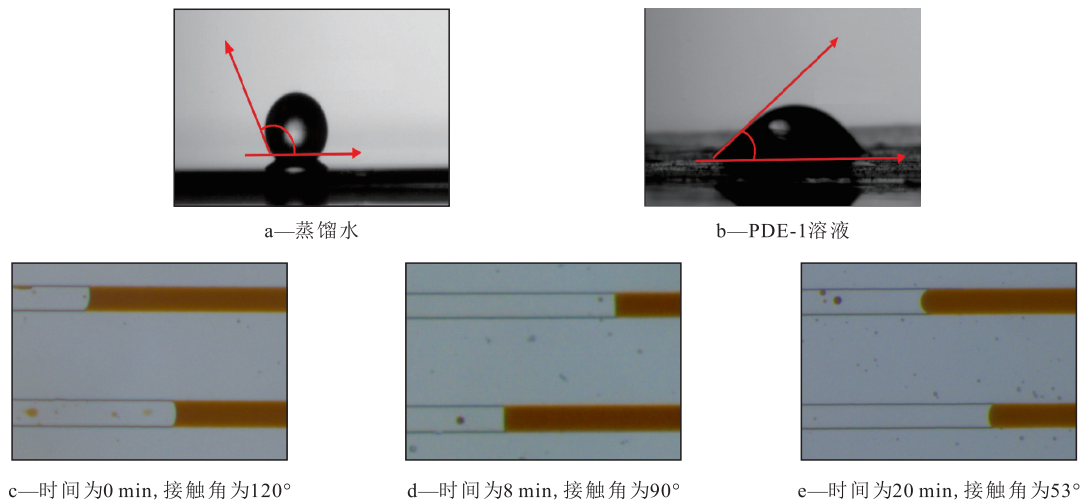 a—蒸馏水
b—PDE-1溶液
c—时间为0 min, 接触角为120°
d—时间为8 min, 接触角为90°
e—时间为20 min, 接触角为53°